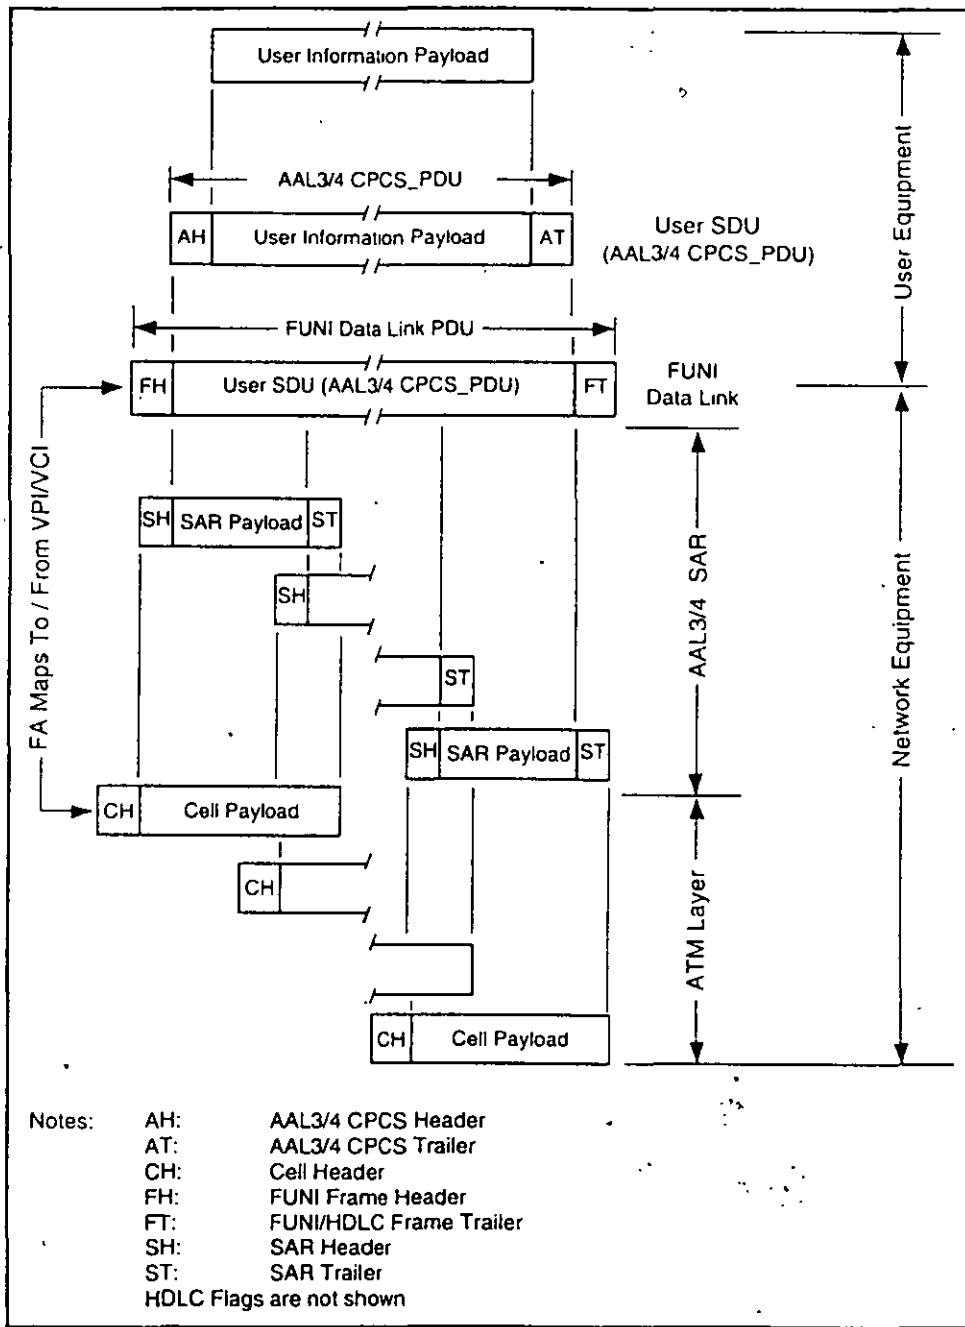 User Information Payload
AAL3/4 CPCS_PDU
AH User Information Payload AT
User SDU
(AAL3/4 CPCS_PDU)
User Equipment
FUNI Data Link PDU
FH User SDU (AAL3/4 CPCS_PDU) FT
FUNI
Data Link
FA Maps To / From VPI/VCI
SH SAR Payload ST
SH
ST
SH SAR Payload ST
AAL3/4 SAR
Network Equipment
CH Cell Payload
CH
CH Cell Payload
ATM Layer
Notes:
AH: AAL3/4 CPCS Header
AT: AAL3/4 CPCS Trailer
CH: Cell Header
FH: FUNI Frame Header
FT: FUNI/HDLC Frame Trailer
SH: SAR Header
ST: SAR Trailer
HDLC Flags are not shown